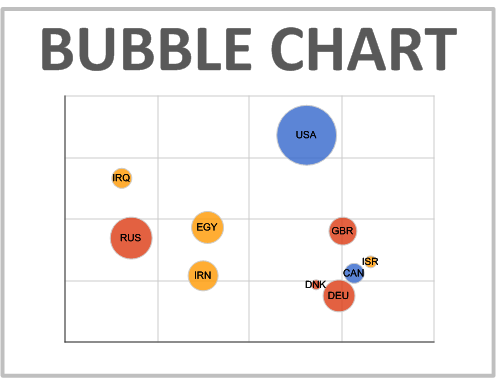 BUBBLE CHART
USA
IRQ
EGY
RUS
GBR
ISR
IRN
CAN
DNK
DEU